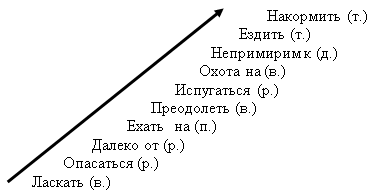 Накормить (т.)
Ездить (т.)
Непримирим к (д.)
Охота на (в.)
Испугаться (р.)
Преодолеть (в.)
Ехать на (п.)
Далеко от (р.)
Опасаться (р.)
Ласкать (в.)